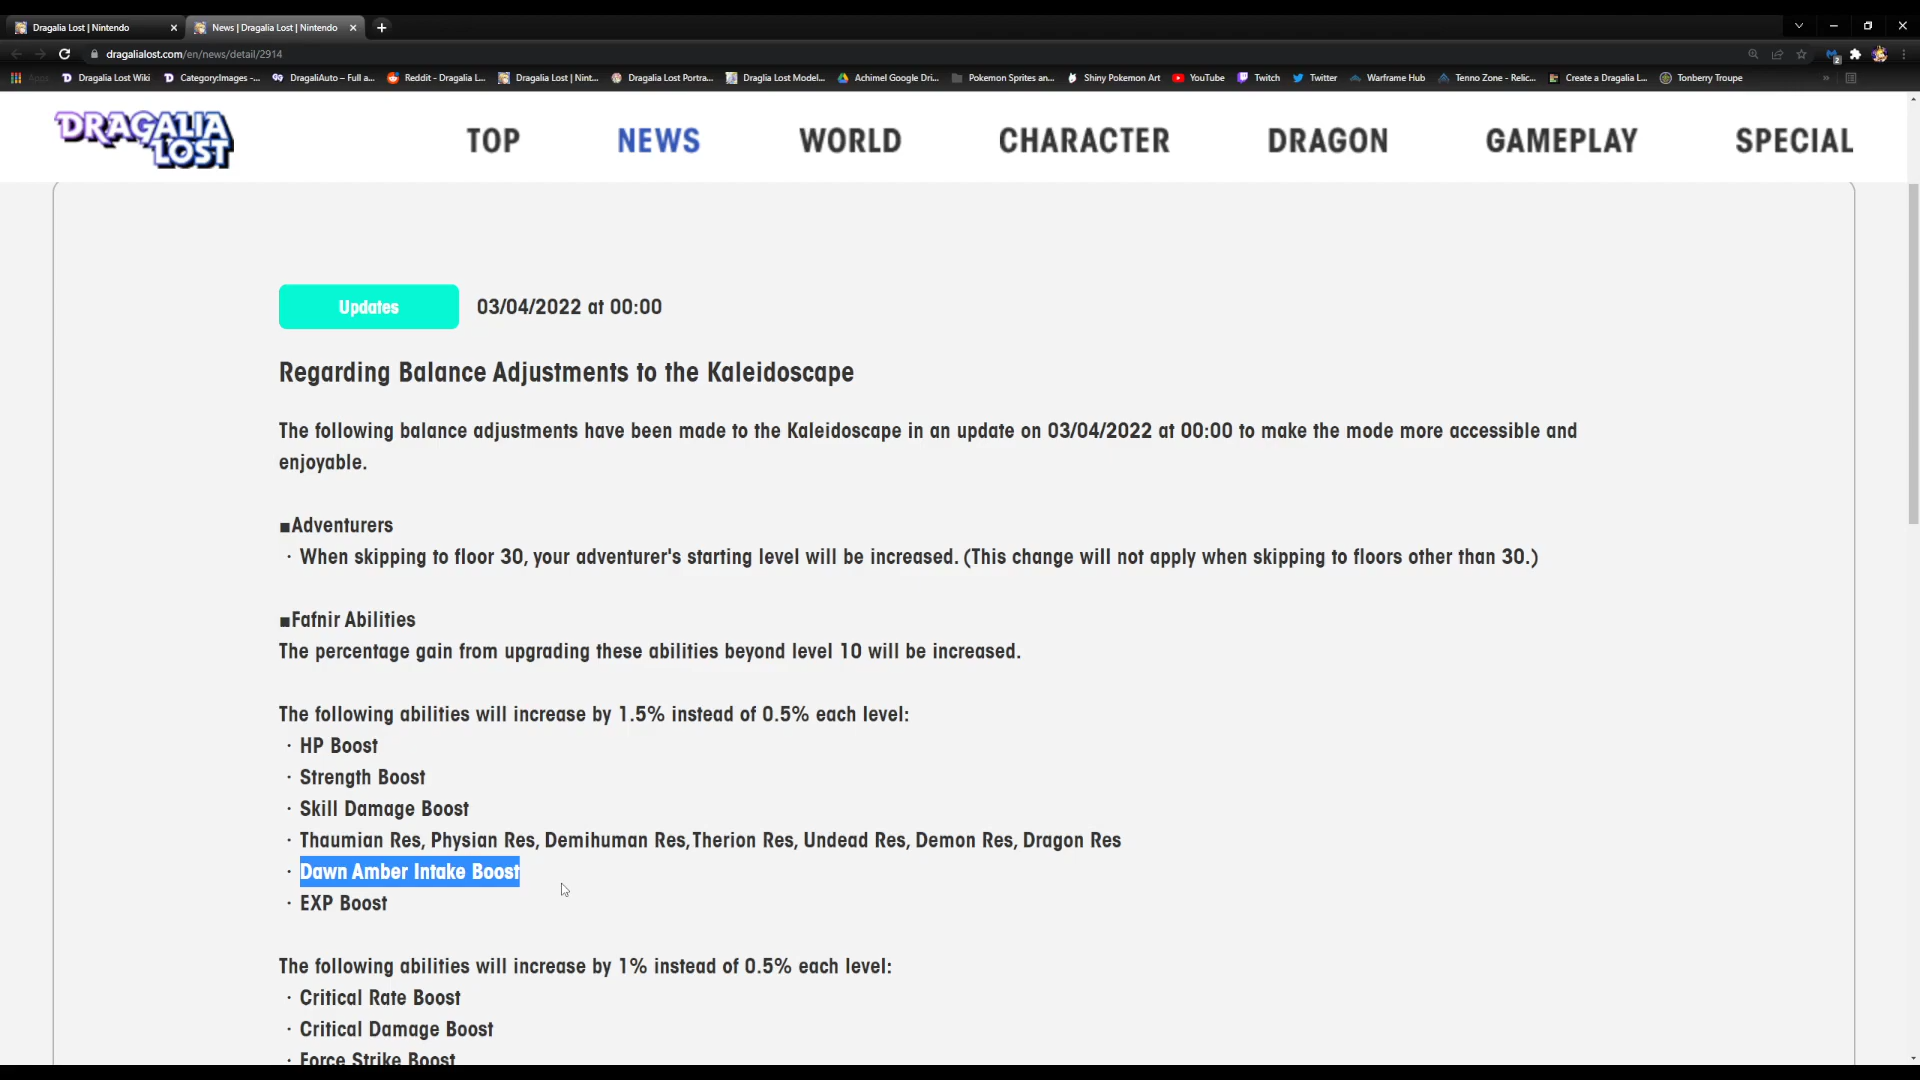 Dragalia Lost | Nintendo
News | Dragalia Lost | Nintendo
dragalialost.com/en/news/detail/2914
Apps Dragalia Lost Wiki Category:Images -... DragaliAuto – Full a... Reddit - Dragalia L... Dragalia Lost | Nint... Dragalia Lost Portra... Draglia Lost Model... Achimel Google Dri... Pokemon Sprites an... Shiny Pokemon Art YouTube Twitch Twitter Warframe Hub Tenno Zone - Relic... Create a Dragalia L... Tonberry Troupe »
DRAGALIA LOST
TOP NEWS WORLD CHARACTER DRAGON GAMEPLAY SPECIAL
Updates 03/04/2022 at 00:00
Regarding Balance Adjustments to the Kaleidoscape
The following balance adjustments have been made to the Kaleidoscape in an update on 03/04/2022 at 00:00 to make the mode more accessible and
enjoyable.
■Adventurers
・When skipping to floor 30, your adventurer's starting level will be increased. (This change will not apply when skipping to floors other than 30.)
■Fafnir Abilities
The percentage gain from upgrading these abilities beyond level 10 will be increased.
The following abilities will increase by 1.5% instead of 0.5% each level:
・HP Boost
・Strength Boost
・Skill Damage Boost
・Thaumian Res, Physian Res, Demihuman Res,Therion Res, Undead Res, Demon Res, Dragon Res
・Dawn Amber Intake Boost
・EXP Boost
The following abilities will increase by 1% instead of 0.5% each level:
・Critical Rate Boost
・Critical Damage Boost
・Force Strike Boost